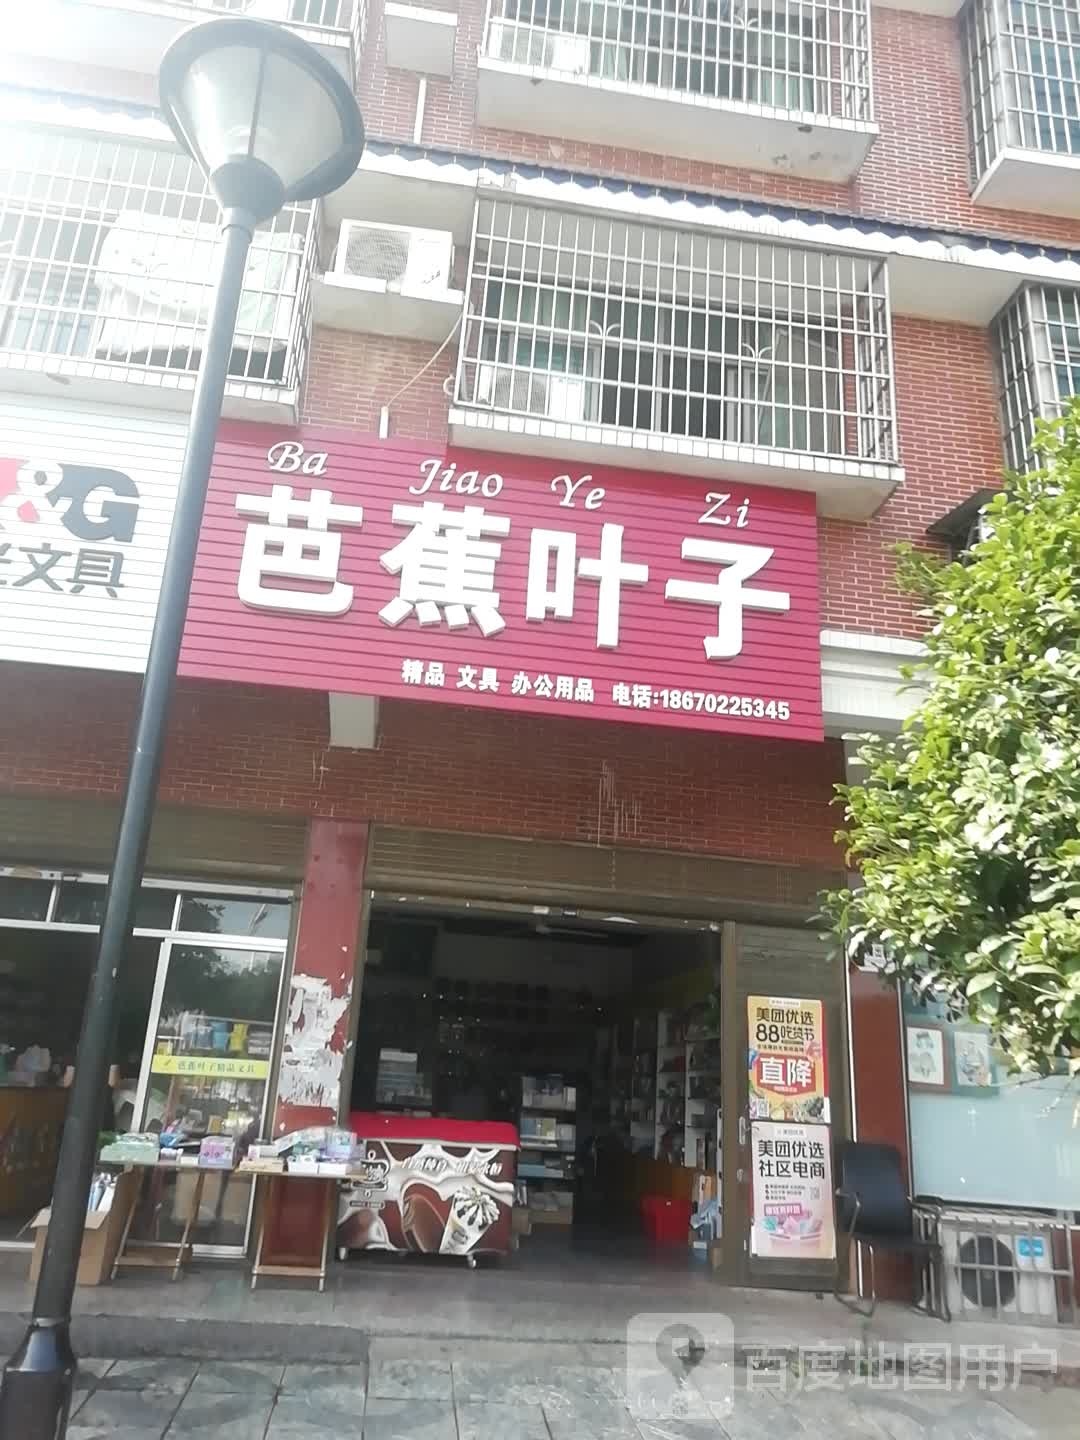 Ba Jiao Ye Zi
芭蕉叶子
精品 文具 办公用品 电话:18670225345
&G
文具
芭蕉叶子精品文具
美团优选
88吃货节
直降
美团优选
社区电商
百度地图用户